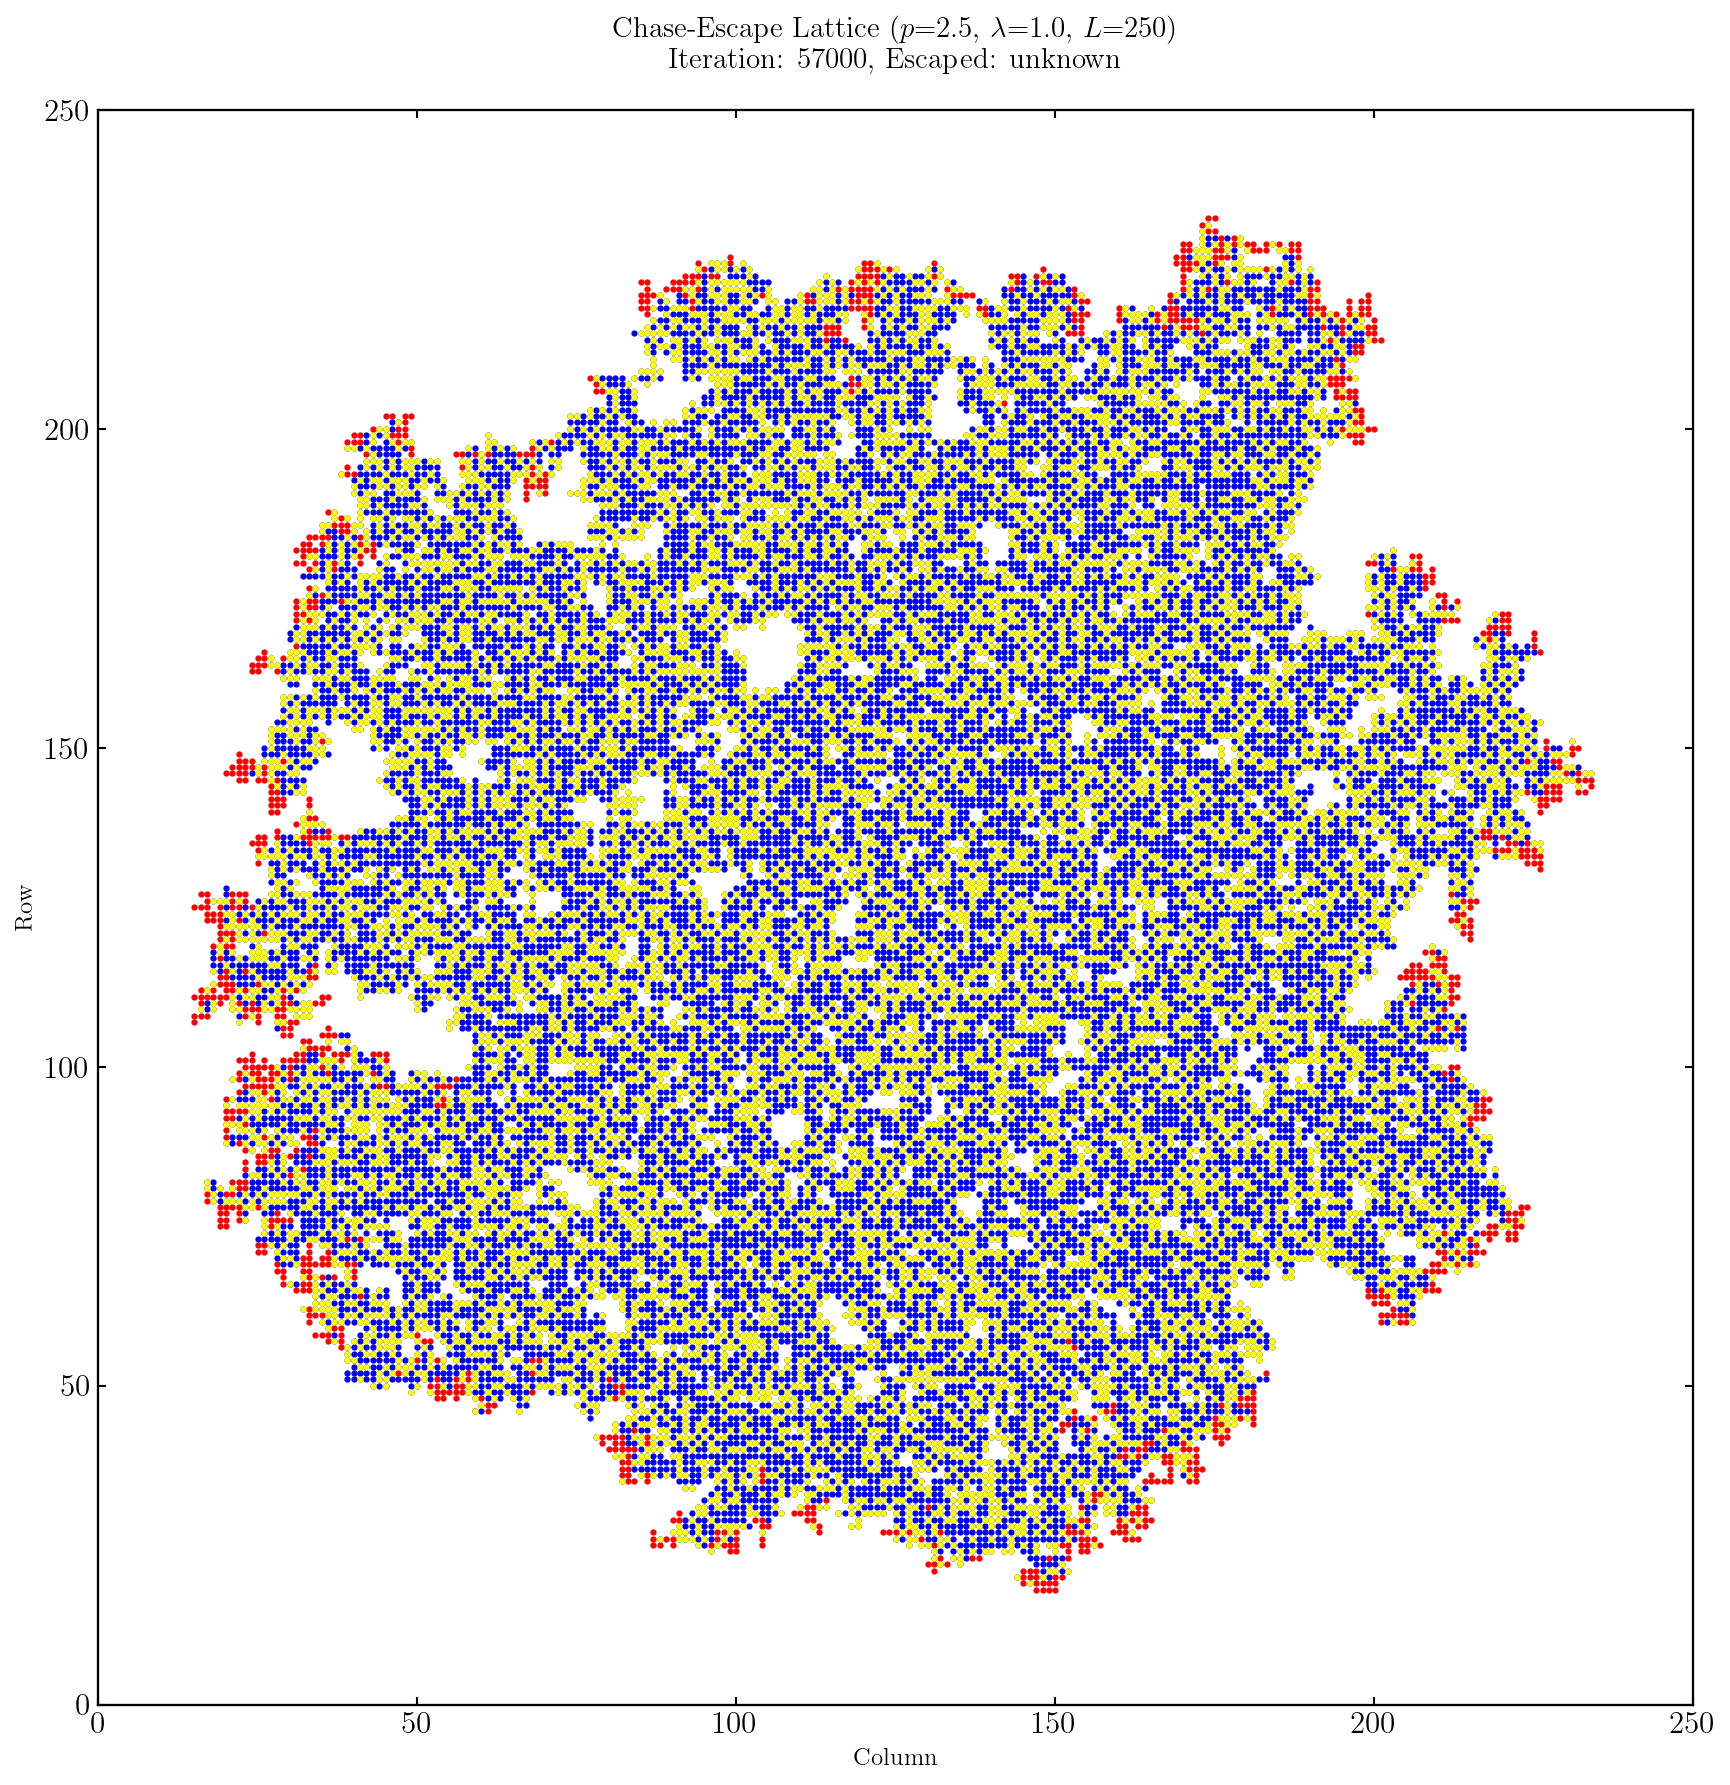 Chase-Escape Lattice (p=2.5, λ=1.0, L=250)
Iteration: 57000, Escaped: unknown
250
200
150
100
50
0
Row
0 50 100 150 200 250
Column